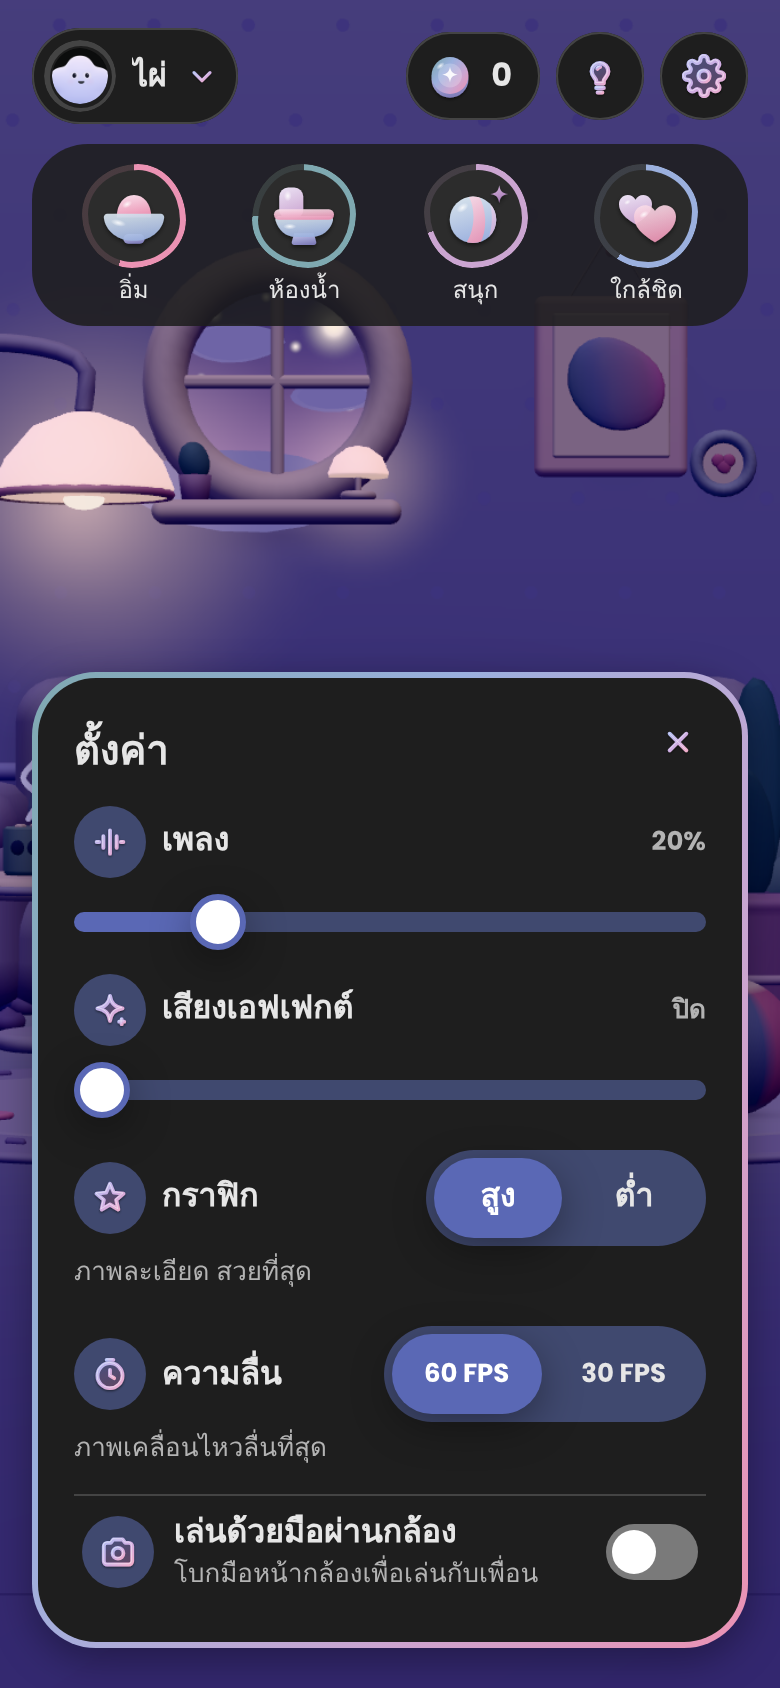 ไผ่
0
อิ่ม
ห้องน้ำ
สนุก
ใกล้ชิด
ตั้งค่า
เพลง
20%
เสียงเอฟเฟกต์
ปิด
กราฟิก
สูง
ต่ำ
ภาพละเอียด สวยที่สุด
ความลื่น
60 FPS
30 FPS
ภาพเคลื่อนไหวลื่นที่สุด
เล่นด้วยมือผ่านกล้อง
โบกมือหน้ากล้องเพื่อเล่นกับเพื่อน